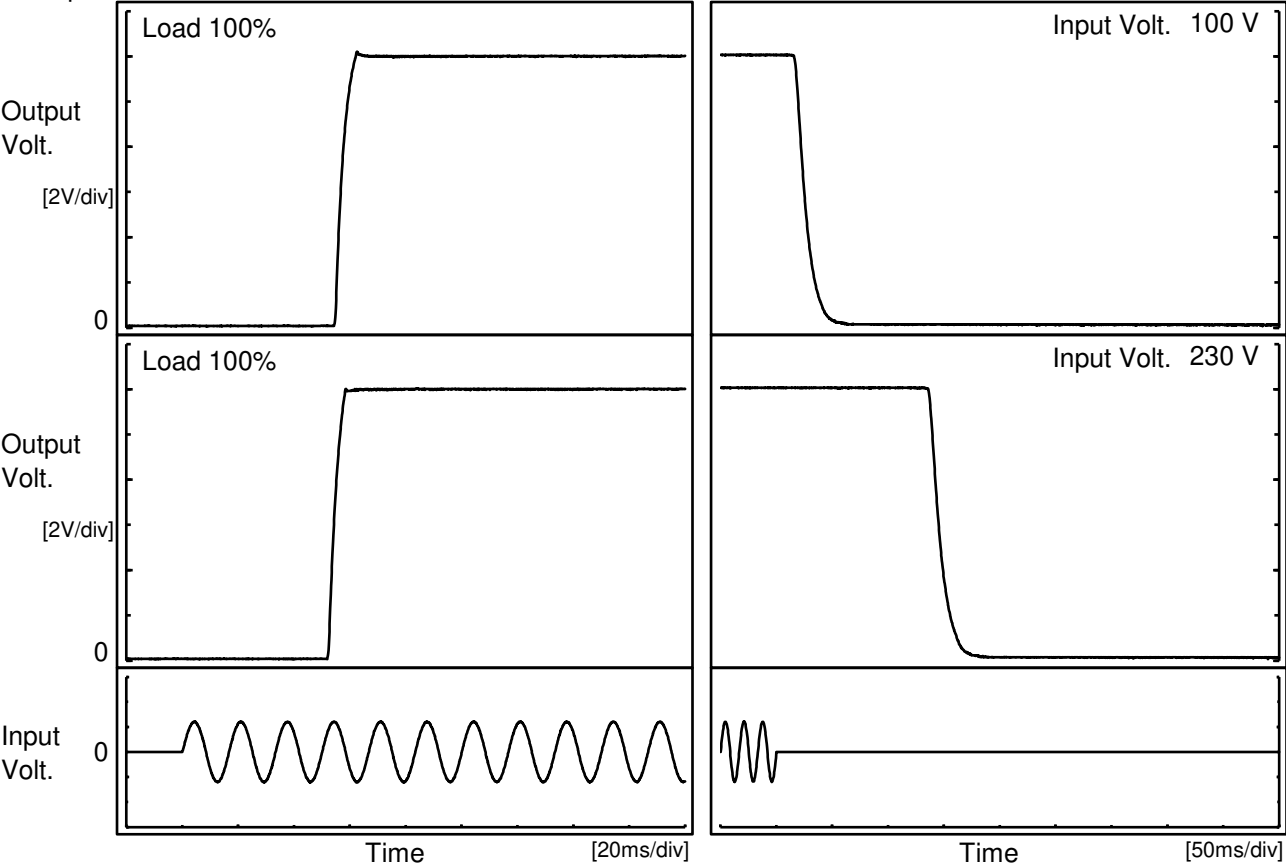 Load 100%
Input Volt. 100 V
Output
Volt.
[2V/div]
0
Load 100%
Input Volt. 230 V
Output
Volt.
[2V/div]
0
Input
Volt.
0
Time
[20ms/div]
Time
[50ms/div]